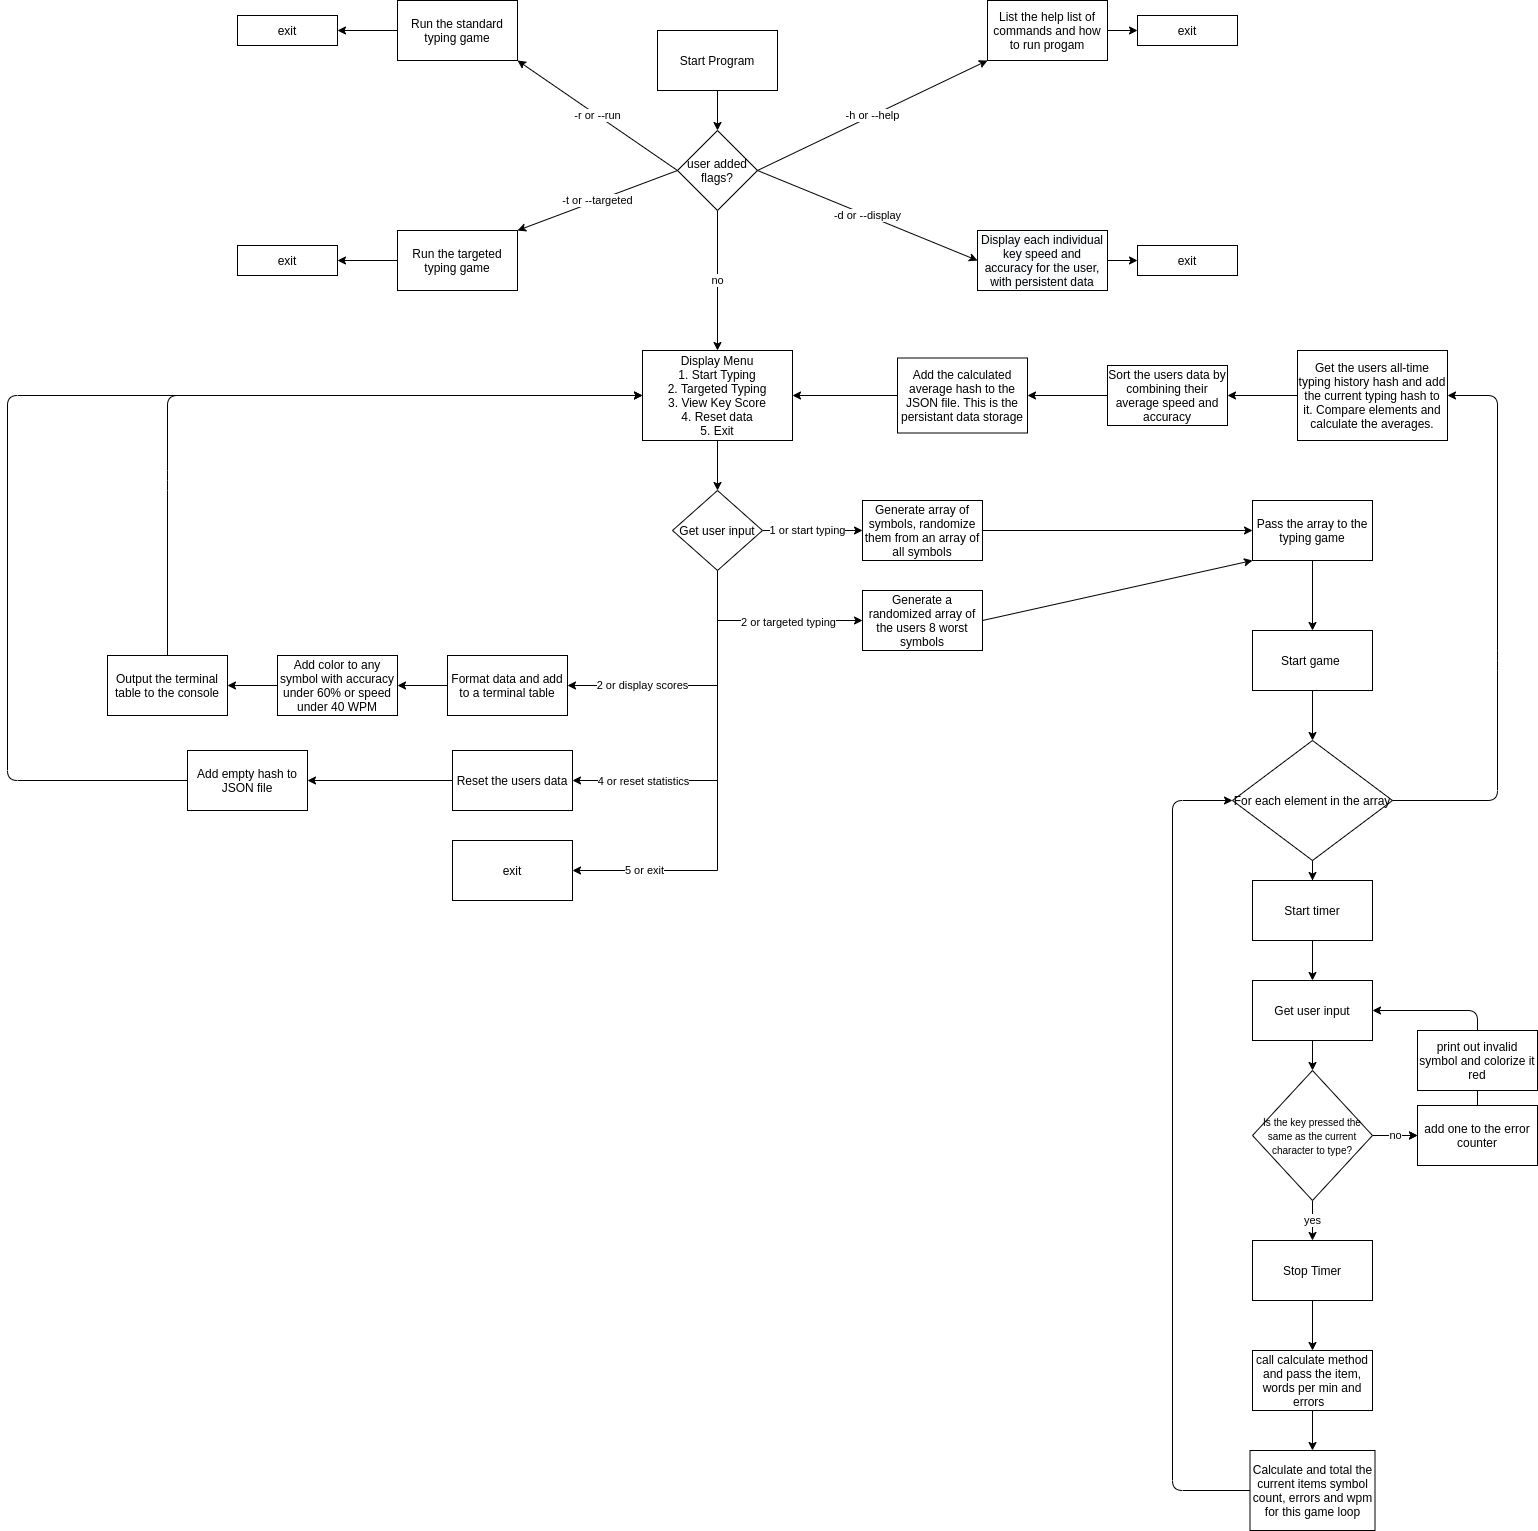 exit
Run the standard
typing game
Start Program
List the help list of
commands and how
to run progam
exit
-r or --run
-h or --help
user added
flags?
-t or --targeted
-d or --display
exit
Run the targeted
typing game
no
Display each individual
key speed and
accuracy for the user,
with persistent data
exit
Display Menu
1. Start Typing
2. Targeted Typing
3. View Key Score
4. Reset data
5. Exit
Add the calculated
average hash to the
JSON file. This is the
persistant data storage
Sort the users data by
combining their
average speed and
accuracy
Get the users all-time
typing history hash and add
the current typing hash to
it. Compare elements and
calculate the averages.
Get user input
1 or start typing
Generate array of
symbols, randomize
them from an array of
all symbols
Pass the array to the
typing game
2 or targeted typing
Generate a
randomized array of
the users 8 worst
symbols
Start game
Output the terminal
table to the console
Add color to any
symbol with accuracy
under 60% or speed
under 40 WPM
Format data and add
to a terminal table
2 or display scores
Add empty hash to
JSON file
Reset the users data
4 or reset statistics
For each element in the array
exit
5 or exit
Start timer
Get user input
print out invalid
symbol and colorize it
red
Is the key pressed the
same as the current
character to type?
no
add one to the error
counter
yes
Stop Timer
call calculate method
and pass the item,
words per min and
errors
Calculate and total the
current items symbol
count, errors and wpm
for this game loop